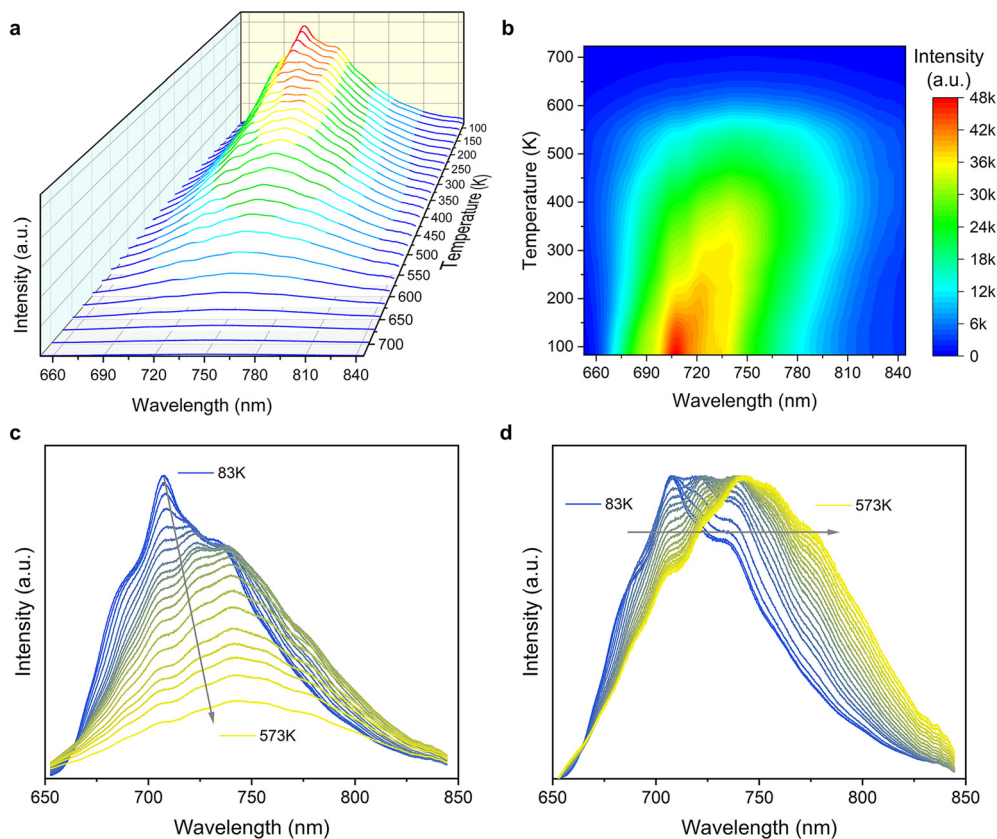 a
Intensity (a.u.)
100
150
200
250
300
350
400
450
500
550
600
650
700
Temperature (K)
660 690 720 750 780 810 840
Wavelength (nm)
b
Intensity
(a.u.)
700
600
500
400
300
200
100
Temperature (K)
48k
42k
36k
30k
24k
18k
12k
6k
0
660 690 720 750 780 810 840
Wavelength (nm)
c
83K
573K
Intensity (a.u.)
650 700 750 800 850
Wavelength (nm)
d
83K
573K
Intensity (a.u.)
550 650 700 750 800 850
Wavelength (nm)